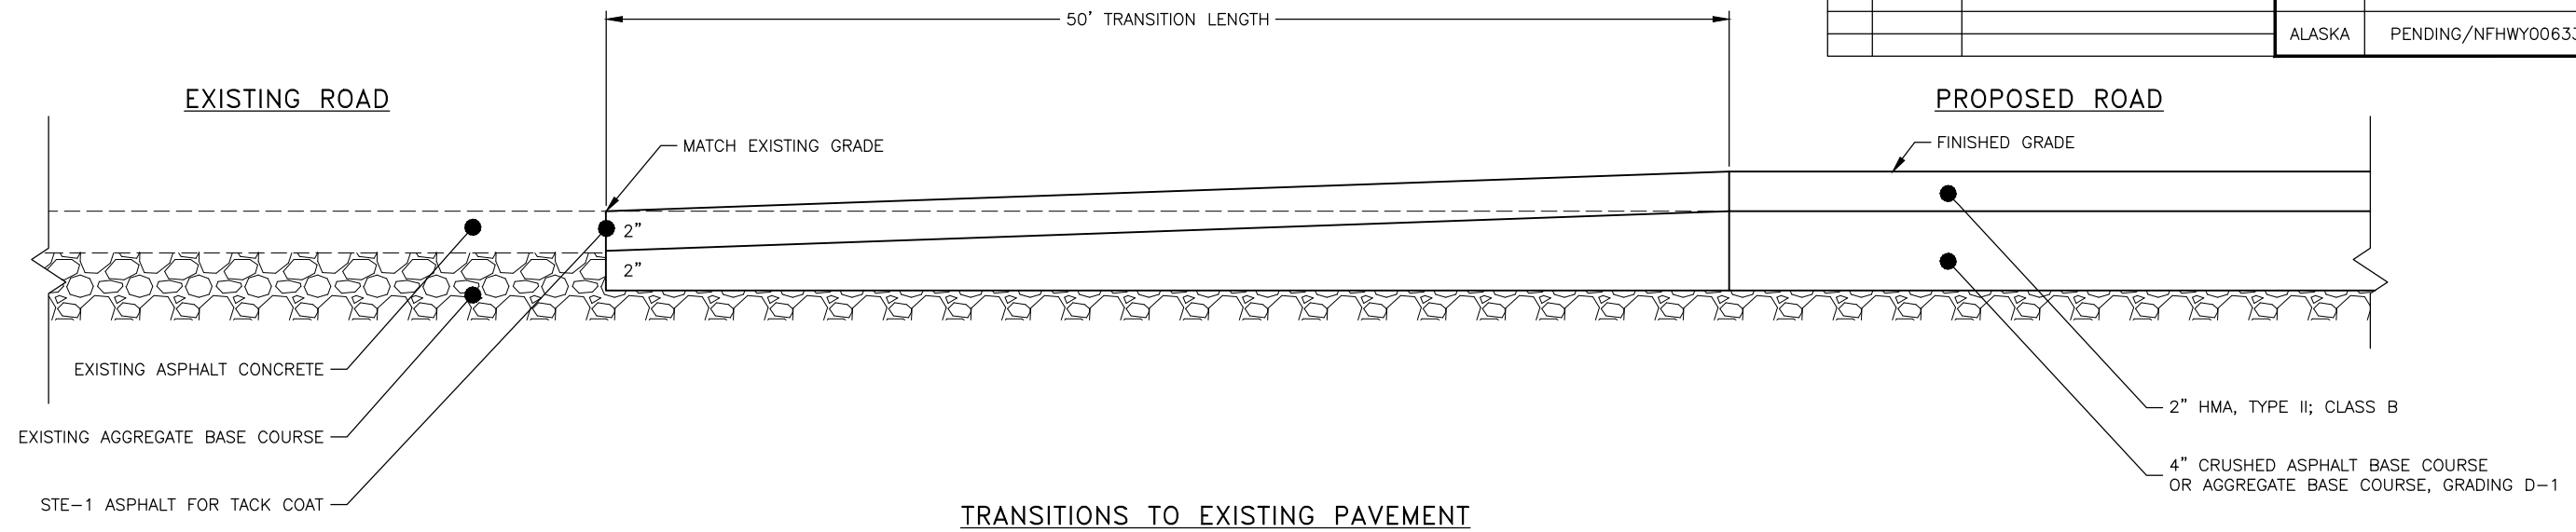 50' TRANSITION LENGTH
ALASKA PENDING/NFHWY00633
EXISTING ROAD
PROPOSED ROAD
MATCH EXISTING GRADE
FINISHED GRADE
2"
2"
EXISTING ASPHALT CONCRETE
EXISTING AGGREGATE BASE COURSE
STE-1 ASPHALT FOR TACK COAT
2" HMA, TYPE II; CLASS B
4" CRUSHED ASPHALT BASE COURSE
OR AGGREGATE BASE COURSE, GRADING D-1
TRANSITIONS TO EXISTING PAVEMENT